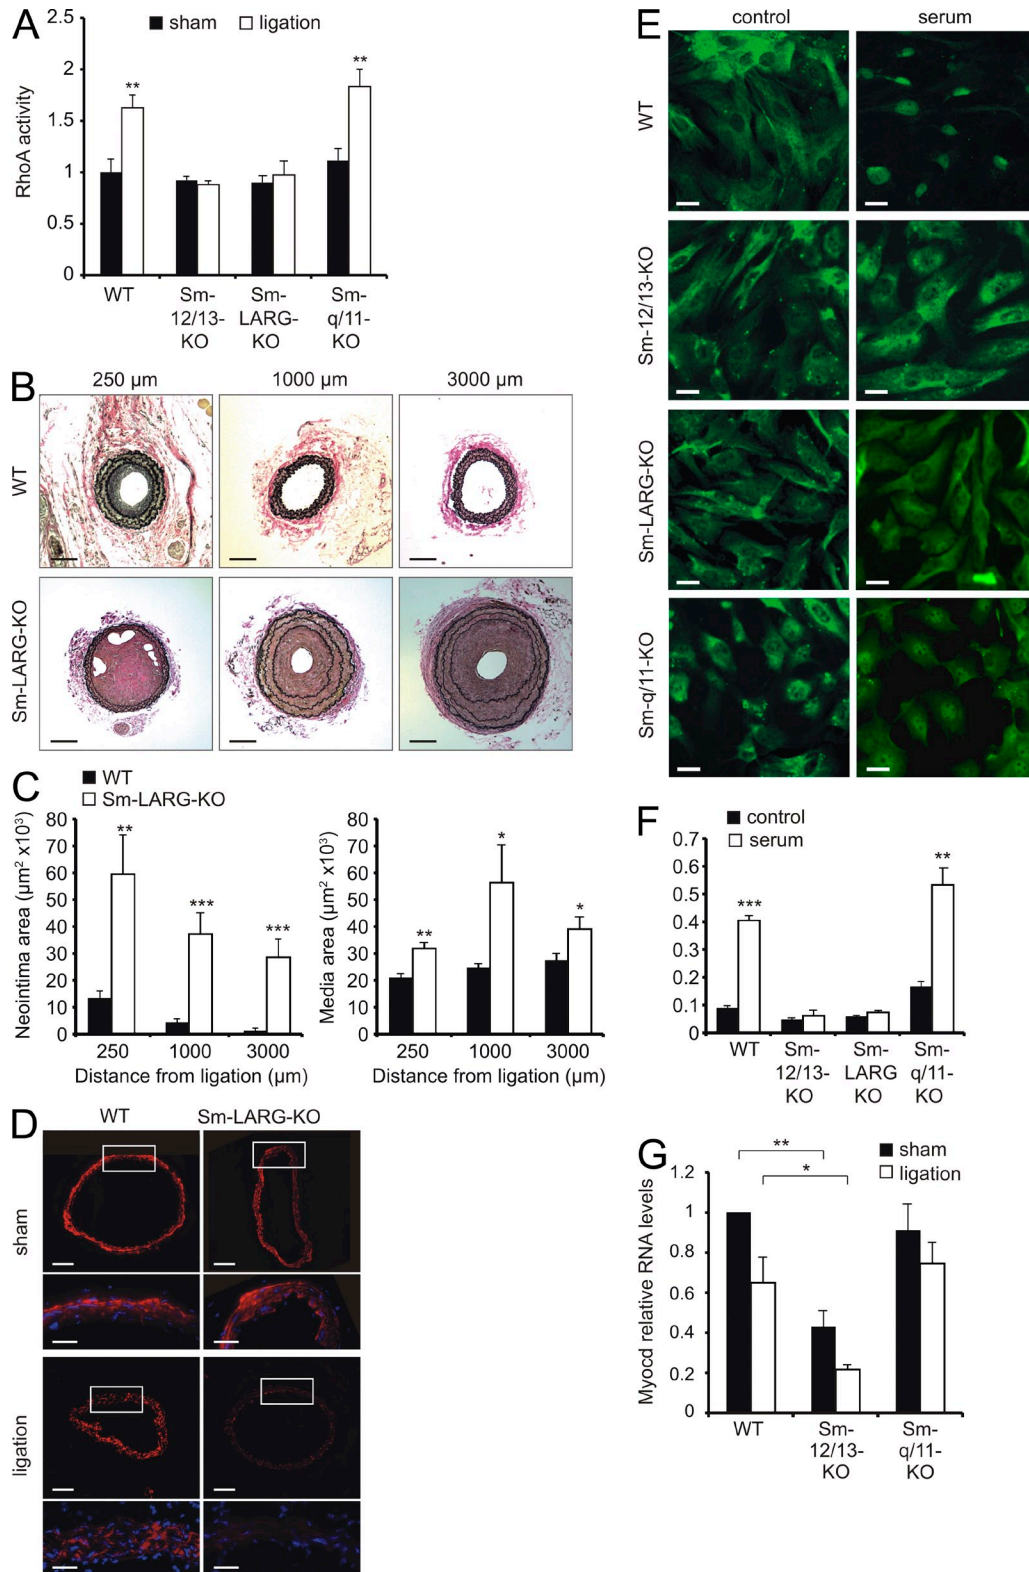 A
sham
ligation
RhoA activity
2.5
2
1.5
1
0.5
0
**
**
WT
Sm-
12/13-
KO
Sm-
LARG-
KO
Sm-
q/11-
KO
B
250 µm
1000 µm
3000 µm
WT
Sm-LARG-KO
C
WT
Sm-LARG-KO
Neointima area (µm² x10³)
80
70
60
50
40
30
20
10
0
**
***
***
250
1000
3000
Distance from ligation (µm)
Media area (µm² x10³)
80
70
60
50
40
30
20
10
0
**
*
*
250
1000
3000
Distance from ligation (µm)
D
WT
Sm-LARG-KO
sham
ligation
E
control
serum
WT
Sm-12/13-KO
Sm-LARG-KO
Sm-q/11-KO
F
control
serum
0.7
0.6
0.5
0.4
0.3
0.2
0.1
0
***
**
WT
Sm-
12/13-
KO
Sm-
LARG
KO
Sm-
q/11-
KO
G
sham
ligation
**
*
Myocd relative RNA levels
1.2
1
0.8
0.6
0.4
0.2
0
WT
Sm-
12/13-
KO
Sm-
q/11-
KO